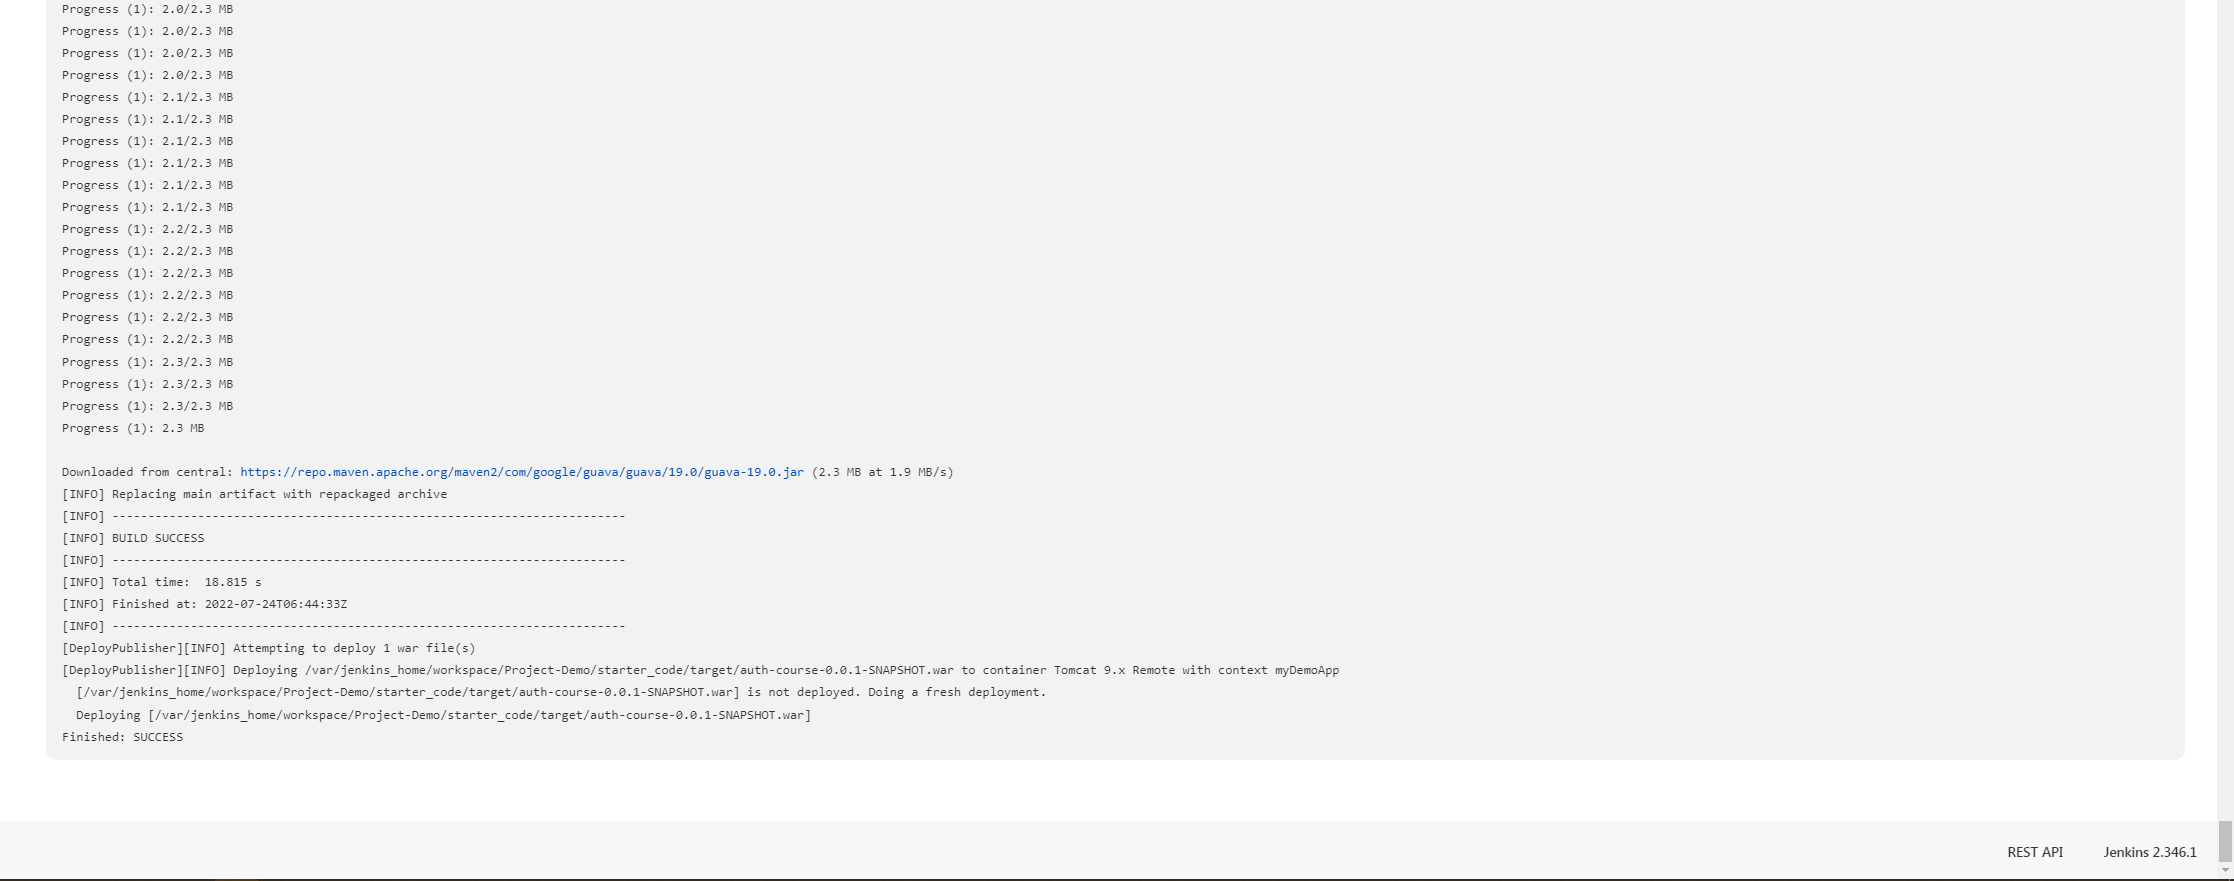 Progress (1): 2.0/2.3 MB
Progress (1): 2.0/2.3 MB
Progress (1): 2.0/2.3 MB
Progress (1): 2.0/2.3 MB
Progress (1): 2.1/2.3 MB
Progress (1): 2.1/2.3 MB
Progress (1): 2.1/2.3 MB
Progress (1): 2.1/2.3 MB
Progress (1): 2.1/2.3 MB
Progress (1): 2.1/2.3 MB
Progress (1): 2.2/2.3 MB
Progress (1): 2.2/2.3 MB
Progress (1): 2.2/2.3 MB
Progress (1): 2.2/2.3 MB
Progress (1): 2.2/2.3 MB
Progress (1): 2.2/2.3 MB
Progress (1): 2.3/2.3 MB
Progress (1): 2.3/2.3 MB
Progress (1): 2.3/2.3 MB
Progress (1): 2.3 MB
Downloaded from central: https://repo.maven.apache.org/maven2/com/google/guava/guava/19.0/guava-19.0.jar (2.3 MB at 1.9 MB/s)
[INFO] Replacing main artifact with repackaged archive
[INFO] ------------------------------------------------------------------------
[INFO] BUILD SUCCESS
[INFO] ------------------------------------------------------------------------
[INFO] Total time:  18.815 s
[INFO] Finished at: 2022-07-24T06:44:33Z
[INFO] ------------------------------------------------------------------------
[DeployPublisher][INFO] Attempting to deploy 1 war file(s)
[DeployPublisher][INFO] Deploying /var/jenkins_home/workspace/Project-Demo/starter_code/target/auth-course-0.0.1-SNAPSHOT.war to container Tomcat 9.x Remote with context myDemoApp
[/var/jenkins_home/workspace/Project-Demo/starter_code/target/auth-course-0.0.1-SNAPSHOT.war] is not deployed. Doing a fresh deployment.
Deploying [/var/jenkins_home/workspace/Project-Demo/starter_code/target/auth-course-0.0.1-SNAPSHOT.war]
Finished: SUCCESS
REST API Jenkins 2.346.1